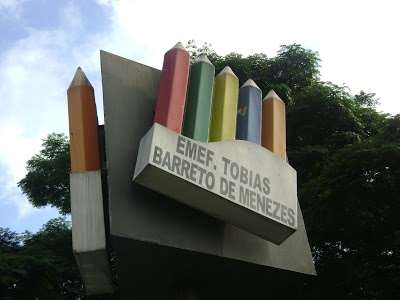 EMEF. TOBIAS
BARRETO DE MENEZES